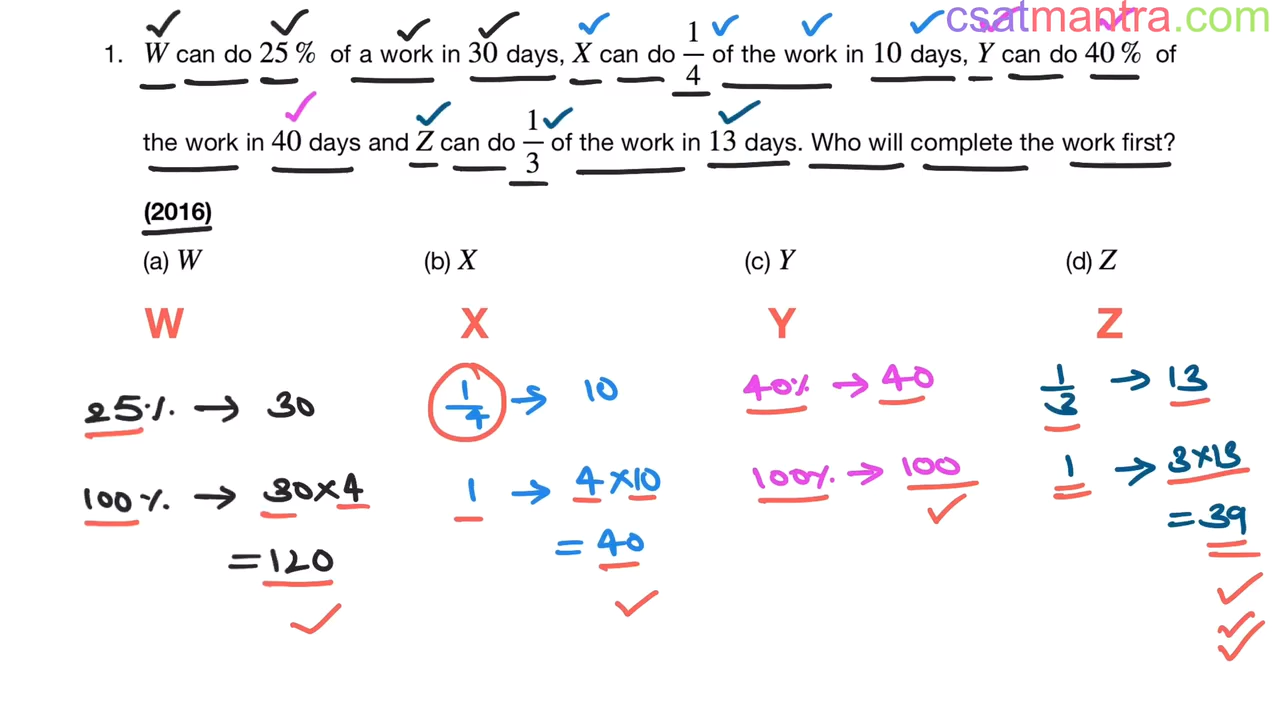 csatmantra.com
1. W can do 25 % of a work in 30 days, X can do 1/4 of the work in 10 days, Y can do 40 % of
the work in 40 days and Z can do 1/3 of the work in 13 days. Who will complete the work first?
(2016)
(a) W (b) X (c) Y (d) Z
W X Y Z
25% → 30 1/4 → 10 40% → 40 1/3 → 13
100% → 30×4 1 → 4×10 100% → 100 1 → 3×13
=120 = 40 = 39